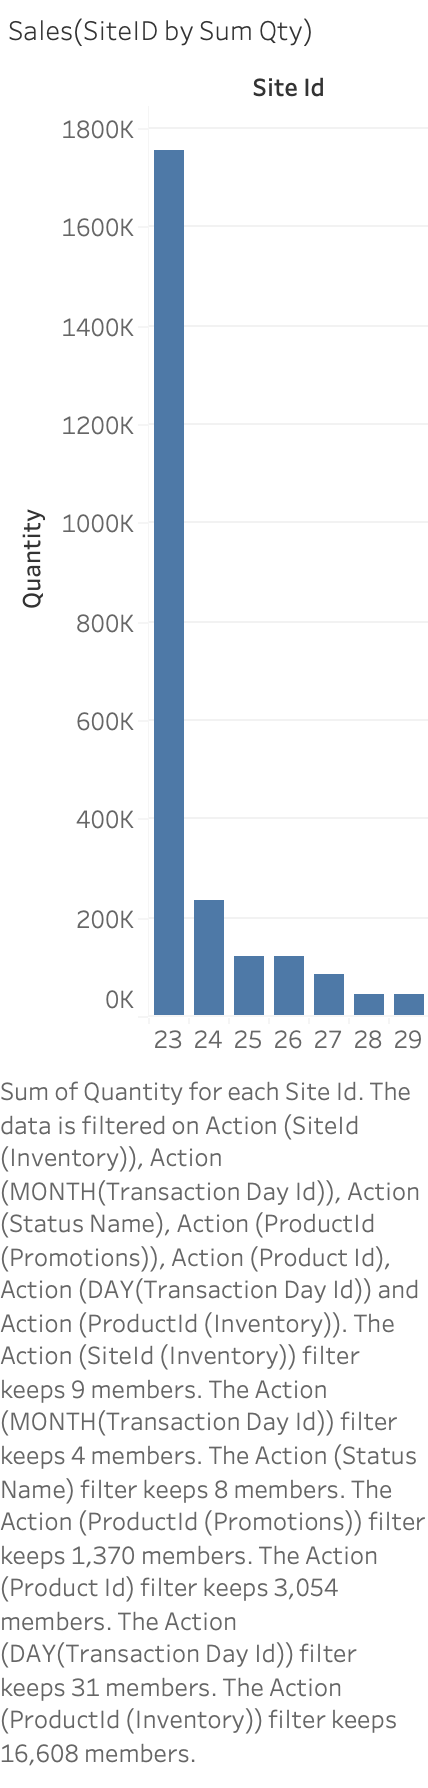 Sales(SiteID by Sum Qty)
Site Id
1800K
1600K
1400K
1200K
1000K
800K
600K
400K
200K
0K
Quantity
23 24 25 26 27 28 29
Sum of Quantity for each Site Id. The
data is filtered on Action (SiteId
(Inventory)), Action
(MONTH(Transaction Day Id)), Action
(Status Name), Action (ProductId
(Promotions)), Action (Product Id),
Action (DAY(Transaction Day Id)) and
Action (ProductId (Inventory)). The
Action (SiteId (Inventory)) filter
keeps 9 members. The Action
(MONTH(Transaction Day Id)) filter
keeps 4 members. The Action (Status
Name) filter keeps 8 members. The
Action (ProductId (Promotions)) filter
keeps 1,370 members. The Action
(Product Id) filter keeps 3,054
members. The Action
(DAY(Transaction Day Id)) filter
keeps 31 members. The Action
(ProductId (Inventory)) filter keeps
16,608 members.